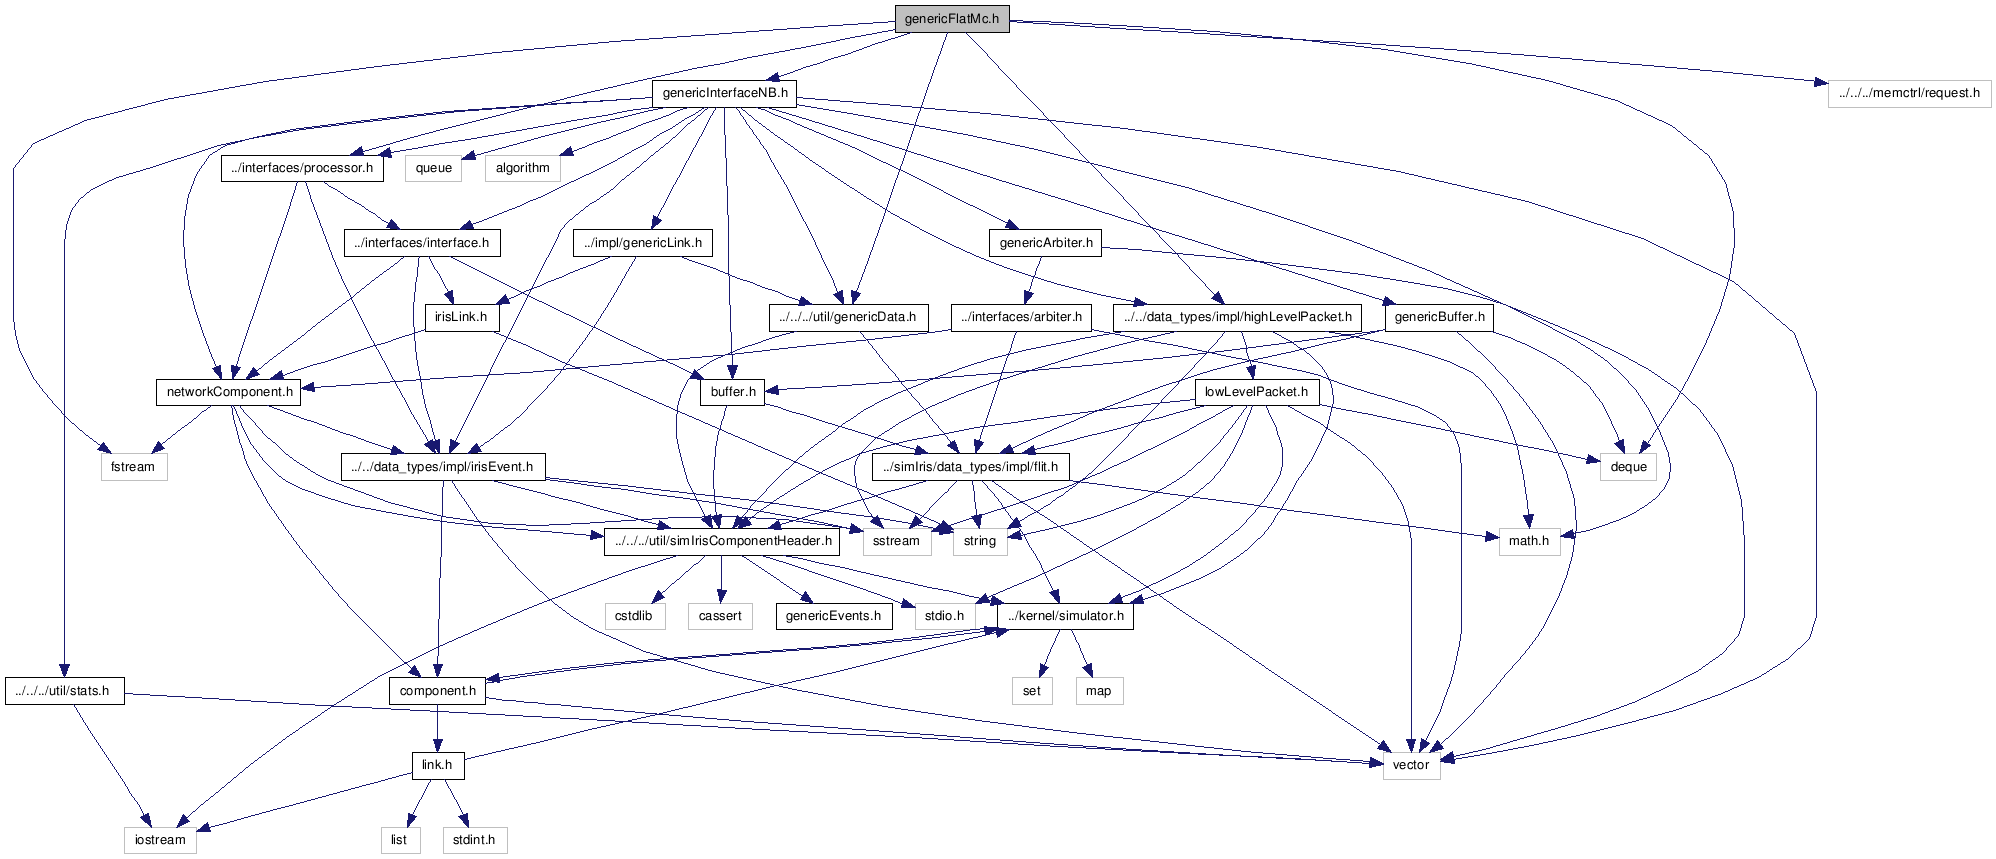 genericFlatMc.h
genericInterfaceNB.h
../../../memctrl/request.h
../interfaces/processor.h
queue
algorithm
../interfaces/interface.h
../impl/genericLink.h
genericArbiter.h
irisLink.h
../../../util/genericData.h
../interfaces/arbiter.h
../../data_types/impl/highLevelPacket.h
genericBuffer.h
networkComponent.h
buffer.h
lowLevelPacket.h
fstream
../../data_types/impl/irisEvent.h
../simIris/data_types/impl/flit.h
deque
../../../util/simIrisComponentHeader.h
sstream
string
math.h
cstdlib
cassert
genericEvents.h
stdio.h
../kernel/simulator.h
../../../util/stats.h
component.h
set
map
link.h
vector
iostream
list
stdint.h